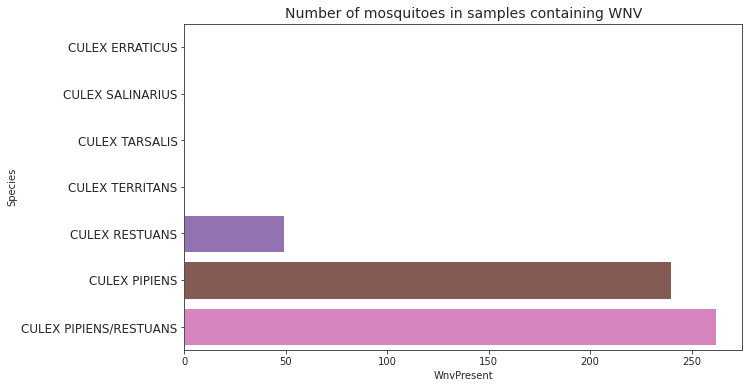 Number of mosquitoes in samples containing WNV
Species
CULEX ERRATICUS
CULEX SALINARIUS
CULEX TARSALIS
CULEX TERRITANS
CULEX RESTUANS
CULEX PIPIENS
CULEX PIPIENS/RESTUANS
0 50 100 150 200 250
WnvPresent